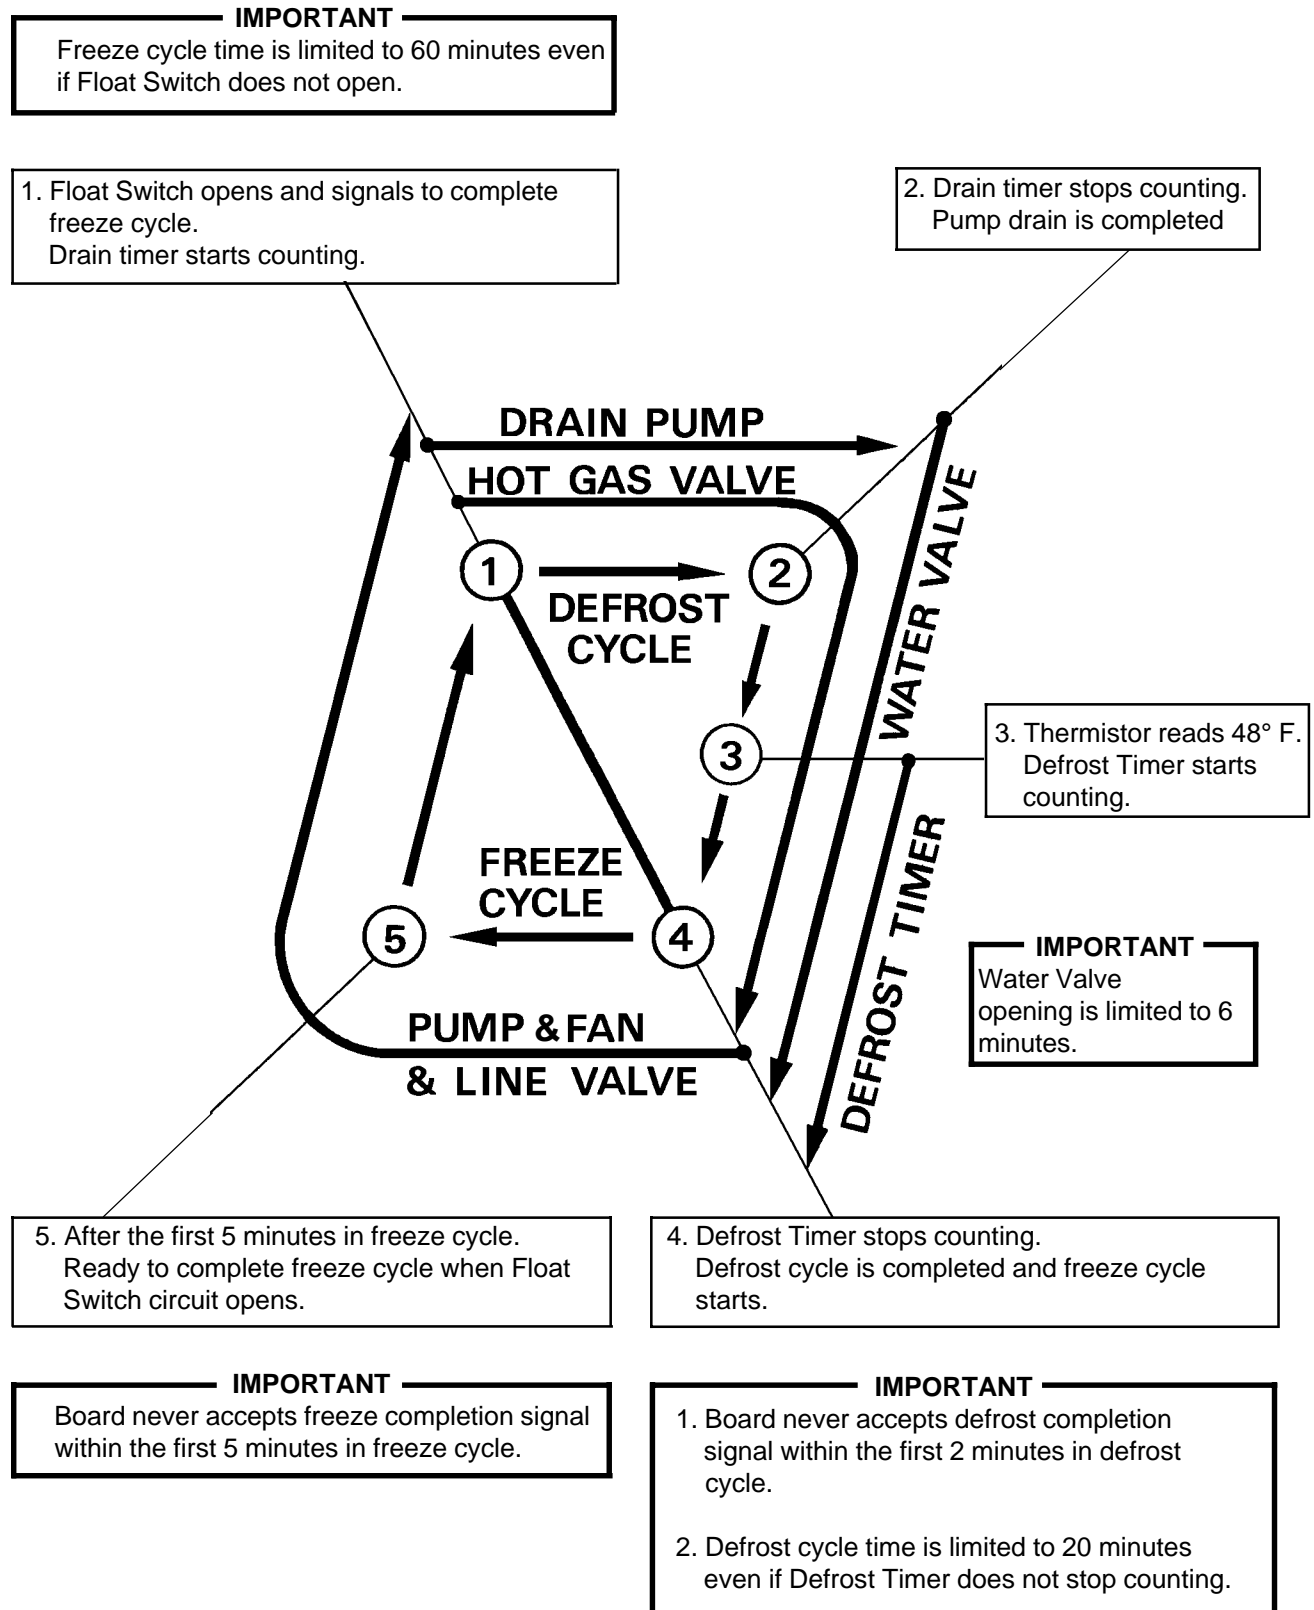 IMPORTANT
Freeze cycle time is limited to 60 minutes even
if Float Switch does not open.
1. Float Switch opens and signals to complete
freeze cycle.
Drain timer starts counting.
2. Drain timer stops counting.
Pump drain is completed
DRAIN PUMP
HOT GAS VALVE
1
2
DEFROST
CYCLE
WATER VALVE
3
3. Thermistor reads 48° F.
Defrost Timer starts
counting.
DEFROST TIMER
FREEZE
CYCLE
5
4
IMPORTANT
Water Valve
opening is limited to 6
minutes.
PUMP & FAN
& LINE VALVE
5. After the first 5 minutes in freeze cycle.
Ready to complete freeze cycle when Float
Switch circuit opens.
4. Defrost Timer stops counting.
Defrost cycle is completed and freeze cycle
starts.
IMPORTANT
Board never accepts freeze completion signal
within the first 5 minutes in freeze cycle.
IMPORTANT
1. Board never accepts defrost completion
signal within the first 2 minutes in defrost
cycle.
2. Defrost cycle time is limited to 20 minutes
even if Defrost Timer does not stop counting.